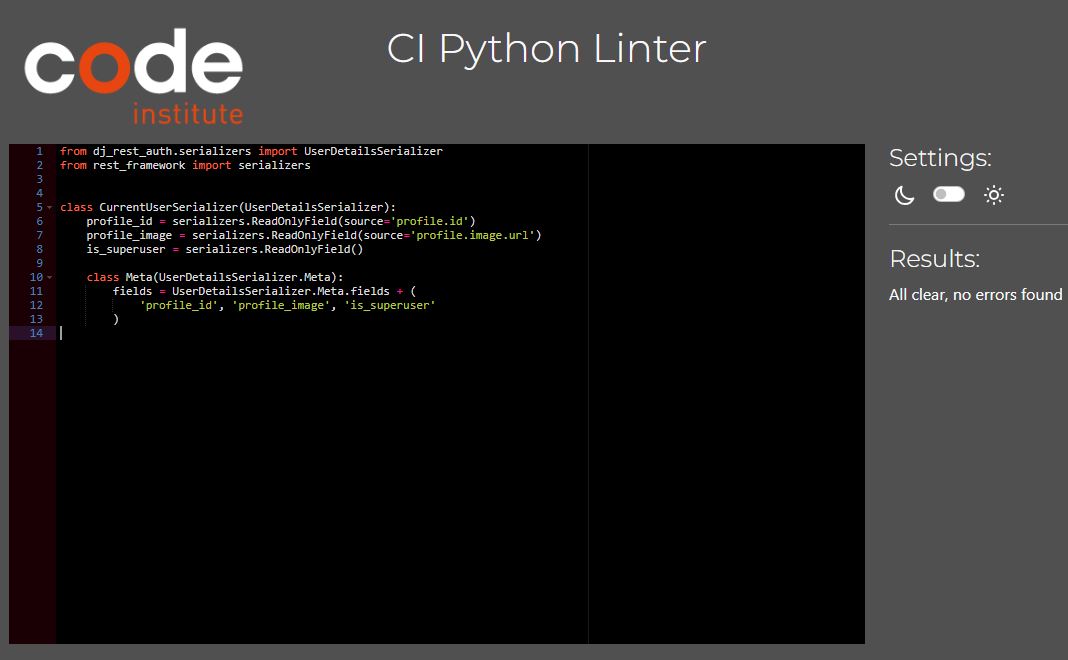 code
institute
CI Python Linter
1 from dj_rest_auth.serializers import UserDetailsSerializer
2 from rest_framework import serializers
3
4
5 class CurrentUserSerializer(UserDetailsSerializer):
6     profile_id = serializers.ReadOnlyField(source='profile.id')
7     profile_image = serializers.ReadOnlyField(source='profile.image.url')
8     is_superuser = serializers.ReadOnlyField()
9
10     class Meta(UserDetailsSerializer.Meta):
11         fields = UserDetailsSerializer.Meta.fields + (
12             'profile_id', 'profile_image', 'is_superuser'
13         )
14
Settings:
Results:
All clear, no errors found